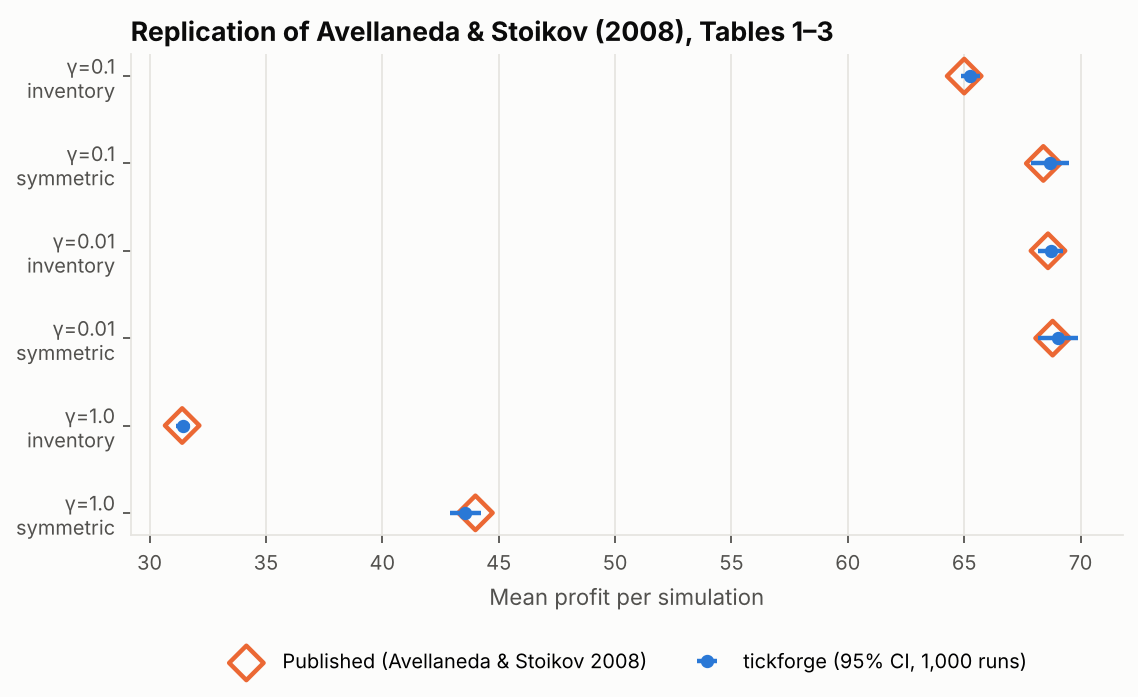 Replication of Avellaneda & Stoikov (2008), Tables 1–3
γ=0.1
inventory
γ=0.1
symmetric
γ=0.01
inventory
γ=0.01
symmetric
γ=1.0
inventory
γ=1.0
symmetric
30 35 40 45 50 55 60 65 70
Mean profit per simulation
Published (Avellaneda & Stoikov 2008) tickforge (95% CI, 1,000 runs)